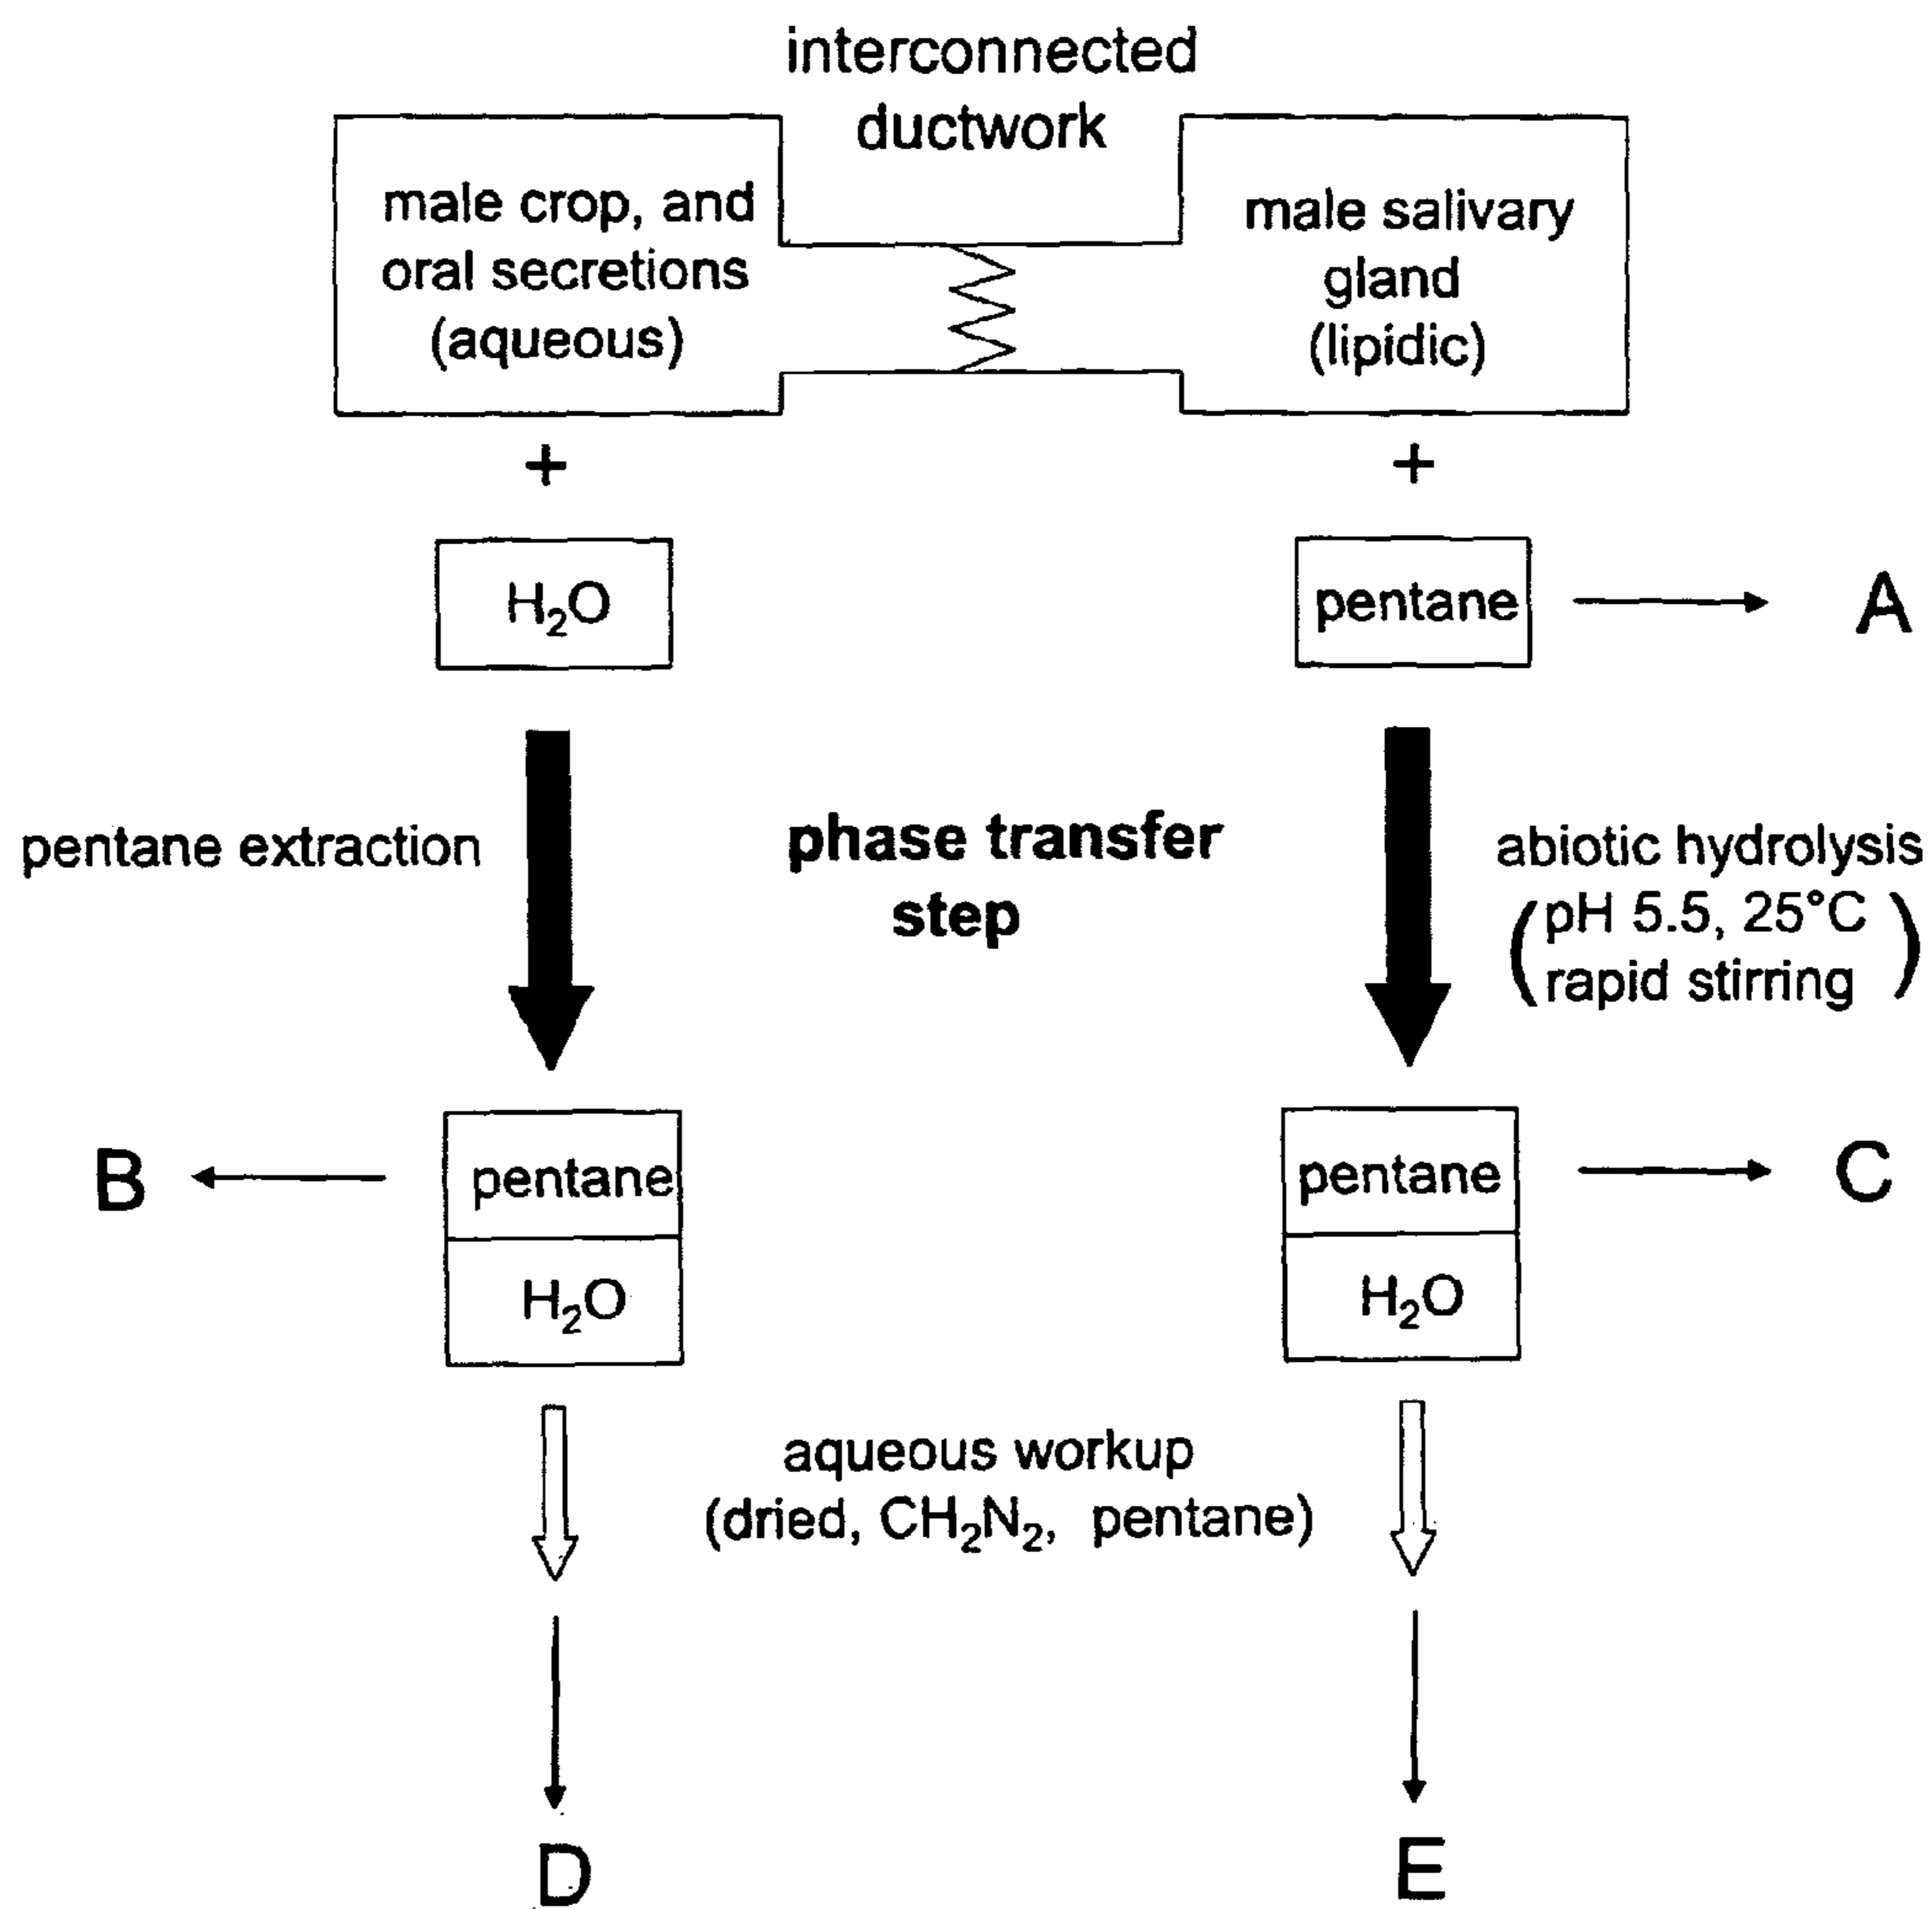 interconnected
ductwork
male crop, and
oral secretions
(aqueous)
male salivary
gland
(lipidic)
+
+
H₂O
pentane
A
pentane extraction
phase transfer
step
abiotic hydrolysis
(pH 5.5, 25°C
rapid stirring)
B
pentane
H₂O
pentane
H₂O
C
aqueous workup
(dried, CH₂N₂, pentane)
D
E